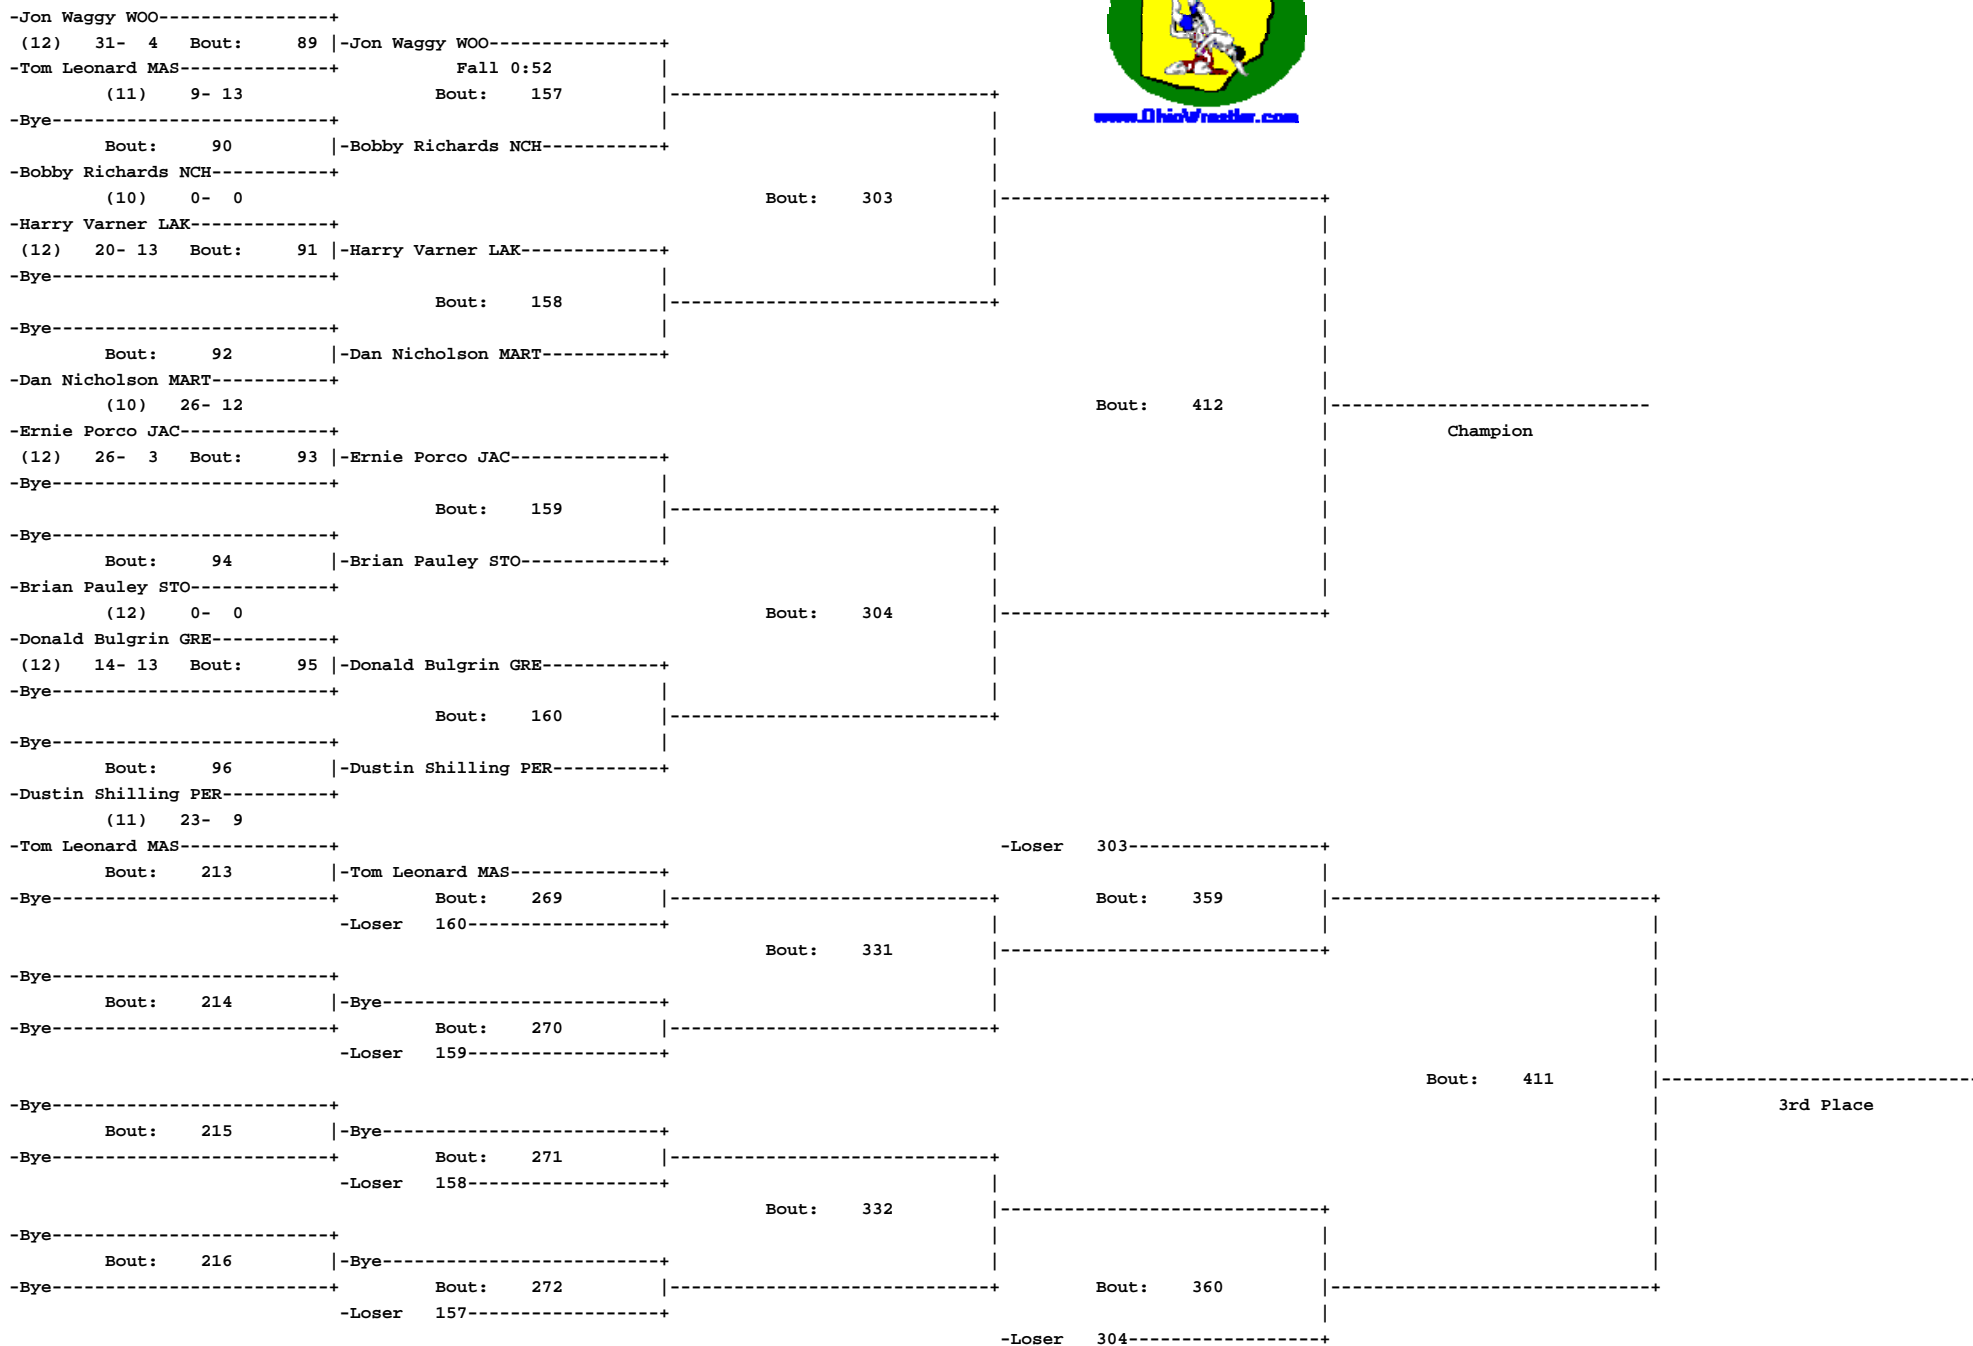 -Jon Waggy WOO----------------+
(12) 31- 4 Bout: 89 |-Jon Waggy WOO----------------+
-Tom Leonard MAS--------------+ Fall 0:52 |
(11) 9- 13 Bout: 157 |------------------------------+
-Bye--------------------------+ | |
www.OhioWrestler.com
Bout: 90 |-Bobby Richards NCH-----------+ |
-Bobby Richards NCH-----------+ |
(10) 0- 0 Bout: 303 |------------------------------+
-Harry Varner LAK-------------+ | |
(12) 20- 13 Bout: 91 |-Harry Varner LAK-------------+ | |
-Bye--------------------------+ | | |
Bout: 158 |------------------------------+ |
-Bye--------------------------+ | |
Bout: 92 |-Dan Nicholson MART-----------+ |
-Dan Nicholson MART-----------+ |
(10) 26- 12 Bout: 412 |------------------------------
-Ernie Porco JAC--------------+ | Champion
(12) 26- 3 Bout: 93 |-Ernie Porco JAC--------------+ |
-Bye--------------------------+ | |
Bout: 159 |------------------------------+ |
-Bye--------------------------+ | | |
Bout: 94 |-Brian Pauley STO-------------+ | |
-Brian Pauley STO-------------+ | |
(12) 0- 0 Bout: 304 |------------------------------+
-Donald Bulgrin GRE-----------+ |
(12) 14- 13 Bout: 95 |-Donald Bulgrin GRE-----------+ |
-Bye--------------------------+ | |
Bout: 160 |------------------------------+
-Bye--------------------------+ |
Bout: 96 |-Dustin Shilling PER----------+
-Dustin Shilling PER----------+
(11) 23- 9
-Tom Leonard MAS--------------+ -Loser 303------------------+
Bout: 213 |-Tom Leonard MAS--------------+ |
-Bye--------------------------+ Bout: 269 |------------------------------+ Bout: 359 |------------------------------+
-Loser 160------------------+ | | |
Bout: 331 |------------------------------+ |
-Bye--------------------------+ | |
Bout: 214 |-Bye--------------------------+ | |
-Bye--------------------------+ Bout: 270 |------------------------------+ |
-Loser 159------------------+ |
Bout: 411 |-----------------------------
-Bye--------------------------+ | 3rd Place
Bout: 215 |-Bye--------------------------+ |
-Bye--------------------------+ Bout: 271 |------------------------------+ |
-Loser 158------------------+ | |
Bout: 332 |------------------------------+ |
-Bye--------------------------+ | | |
Bout: 216 |-Bye--------------------------+ | | |
-Bye--------------------------+ Bout: 272 |------------------------------+ Bout: 360 |------------------------------+
-Loser 157------------------+ |
-Loser 304------------------+